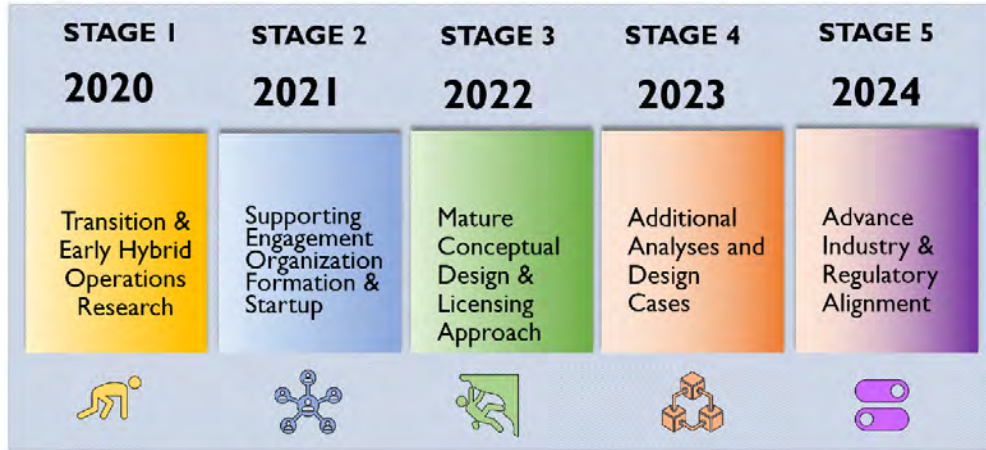 STAGE 1
2020
Transition &
Early Hybrid
Operations
Research
STAGE 2
2021
Supporting
Engagement
Organization
Formation &
Startup
STAGE 3
2022
Mature
Conceptual
Design &
Licensing
Approach
STAGE 4
2023
Additional
Analyses and
Design
Cases
STAGE 5
2024
Advance
Industry &
Regulatory
Alignment